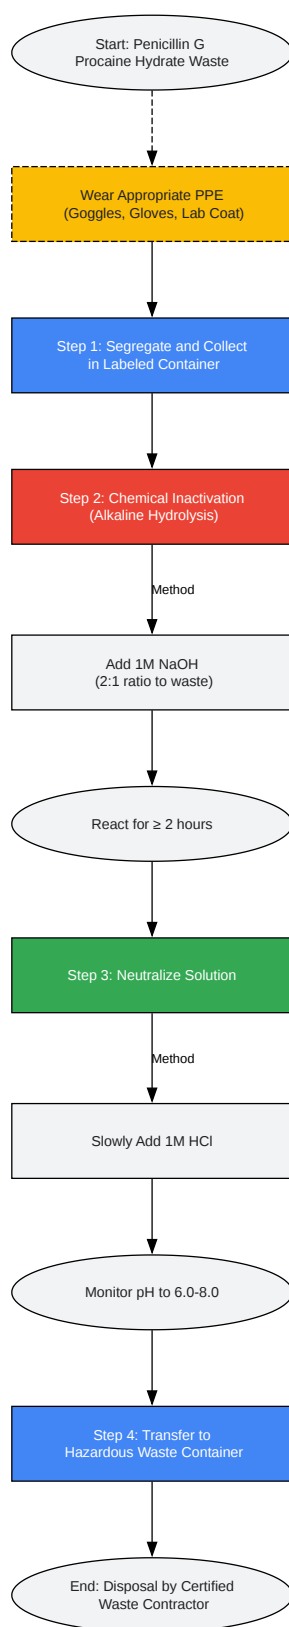 Start: Penicillin G
Procaine Hydrate Waste
Wear Appropriate PPE
(Goggles, Gloves, Lab Coat)
Step 1: Segregate and Collect
in Labeled Container
Step 2: Chemical Inactivation
(Alkaline Hydrolysis)
Method
Add 1M NaOH
(2:1 ratio to waste)
React for ≥ 2 hours
Step 3: Neutralize Solution
Method
Slowly Add 1M HCl
Monitor pH to 6.0-8.0
Step 4: Transfer to
Hazardous Waste Container
End: Disposal by Certified
Waste Contractor